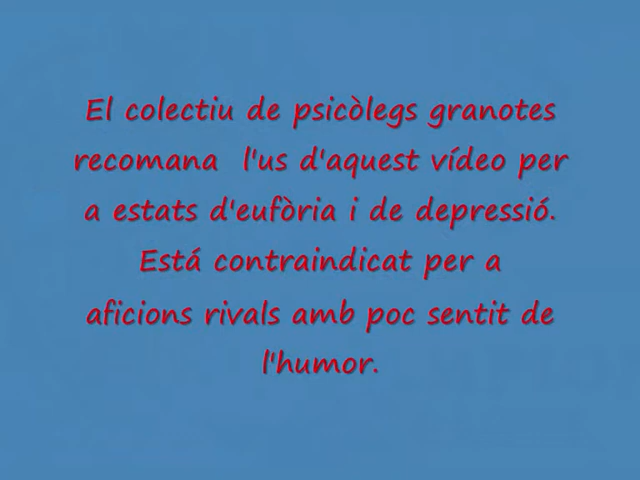 El colectiu de psicòlegs granotes
recomana l'us d'aquest vídeo per
a estats d'eufòria i de depressió.
Está contraindicat per a
aficions rivals amb poc sentit de
l'humor.